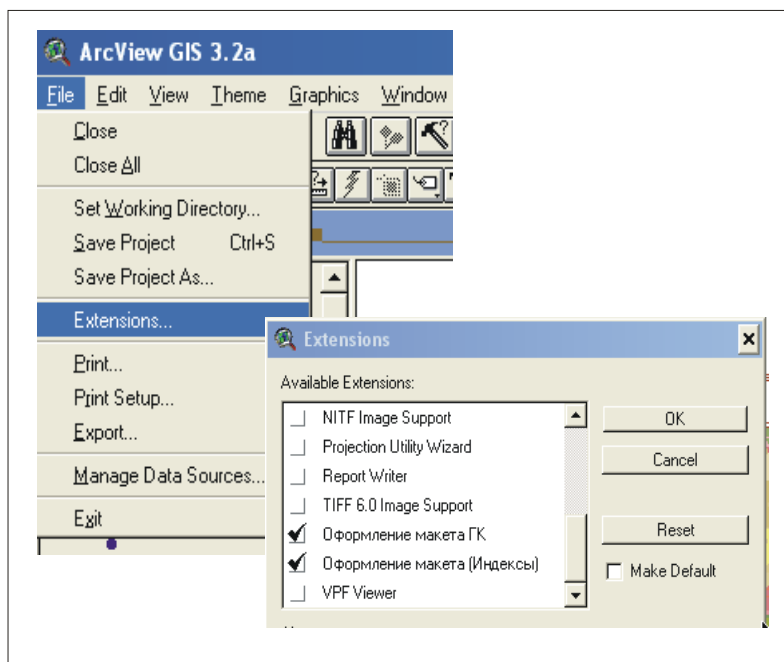 ArcView GIS 3.2a
File Edit View Theme Graphics Window
Close
Close All
Set Working Directory...
Save Project Ctrl+S
Save Project As...
Extensions...
Print...
Print Setup...
Export...
Manage Data Sources...
Exit
Extensions
Available Extensions:
NITF Image Support
Projection Utility Wizard
Report Writer
TIFF 6.0 Image Support
Оформление макета ГК
Оформление макета (Индексы)
VPF Viewer
OK
Cancel
Reset
Make Default